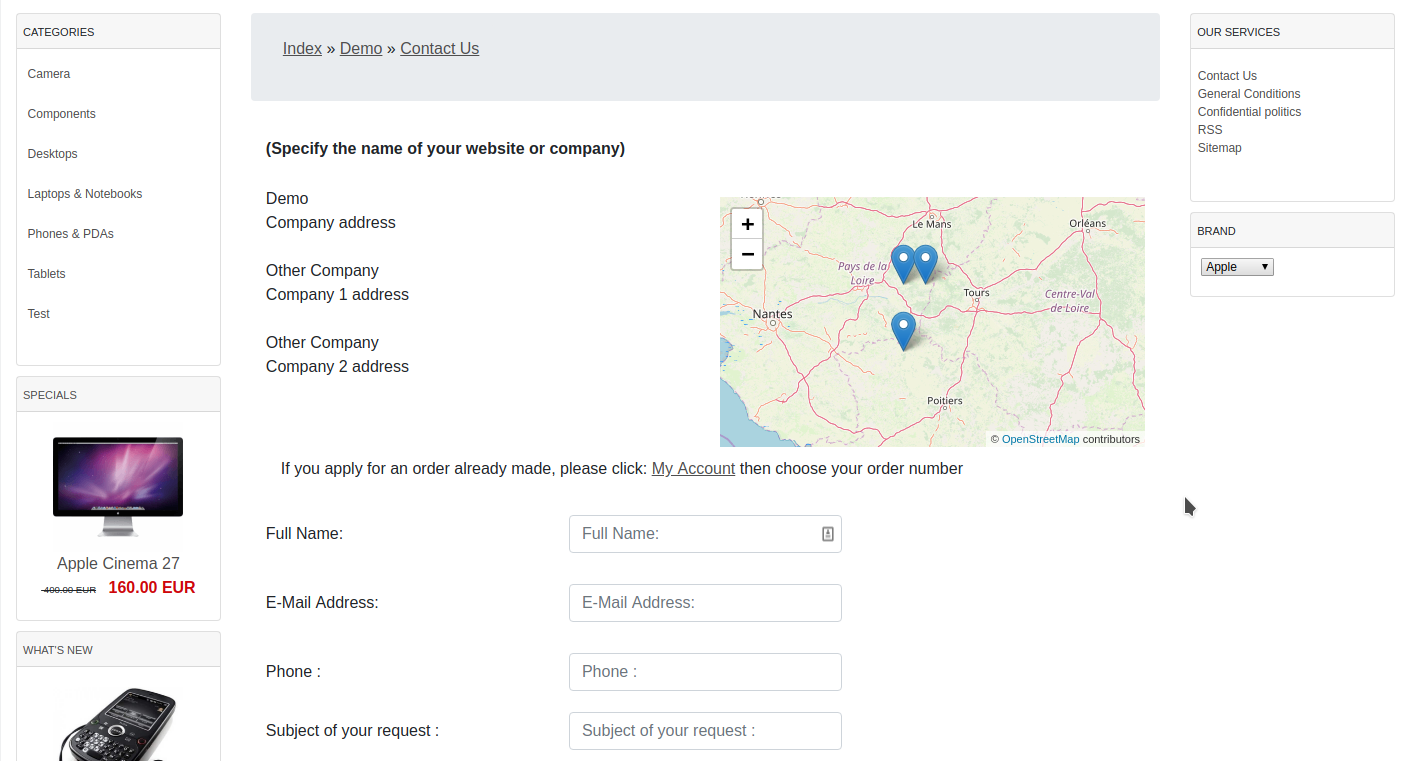 CATEGORIES
Camera
Components
Desktops
Laptops & Notebooks
Phones & PDAs
Tablets
Test
SPECIALS
Apple Cinema 27
400.00 EUR 160.00 EUR
WHAT'S NEW
Index » Demo » Contact Us
(Specify the name of your website or company)
Demo
Company address
Other Company
Company 1 address
Other Company
Company 2 address
+
−
Le Mans
Orléans
Pays de la
Loire
Tours
Centre-Val
de Loire
Nantes
Poitiers
© OpenStreetMap contributors
If you apply for an order already made, please click: My Account then choose your order number
Full Name: Full Name:
E-Mail Address: E-Mail Address:
Phone : Phone :
Subject of your request : Subject of your request :
OUR SERVICES
Contact Us
General Conditions
Confidential politics
RSS
Sitemap
BRAND
Apple